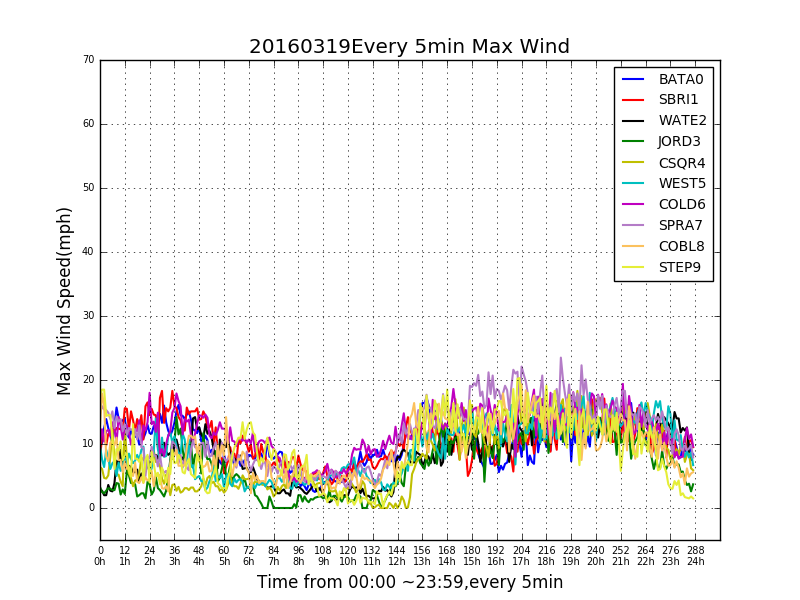 20160319Every 5min Max Wind
70
60
50
40
30
20
10
0
Max Wind Speed(mph)
BATA0
SBRI1
WATE2
JORD3
CSQR4
WEST5
COLD6
SPRA7
COBL8
STEP9
0 12 24 36 48 60 72 84 96 108 120 132 144 156 168 180 192 204 216 228 240 252 264 276 288
0h 1h 2h 3h 4h 5h 6h 7h 8h 9h 10h 11h 12h 13h 14h 15h 16h 17h 18h 19h 20h 21h 22h 23h 24h
Time from 00:00 ~23:59,every 5min